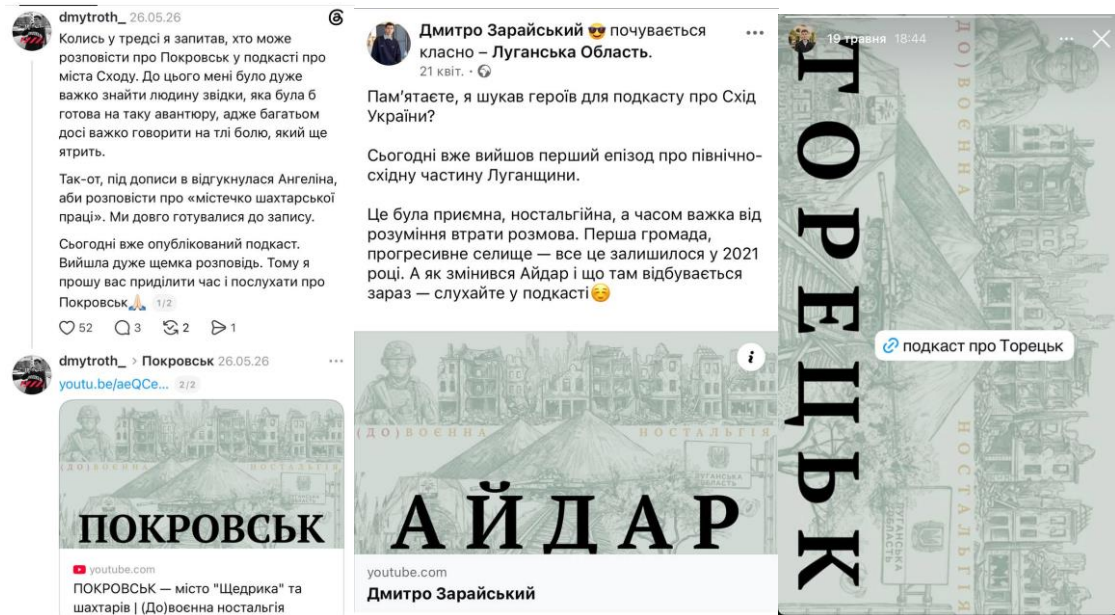 dmytroth_ 26.05.26
Колись у тредсі я запитав, хто може
розповісти про Покровськ у подкасті про
міста Сходу. До цього мені було дуже
важко знайти людину звідки, яка була б
готова на таку авантюру, адже багатьом
досі важко говорити на тлі болю, який ще
ятрить.
Так-от, під дописи в відгукнулася Ангеліна,
аби розповісти про «містечко шахтарської
праці». Ми довго готувалися до запису.
Сьогодні вже опублікований подкаст.
Вийшла дуже щемка розповідь. Тому я
прошу вас приділити час і послухати про
Покровськ🙏🏻 1/2
52 3 2 1
dmytroth_ > Покровськ 26.05.26
youtu.be/aeQCe... 2/2
(ДО)ВОЄННА НОСТАЛЬГІЯ
ПОКРОВСЬК
youtube.com
ПОКРОВСЬК — місто "Щедрика" та
шахтарів | (До)воєнна ностальгія
Дмитро Зарайський 😎 почувається
класно – Луганська Область.
21 квіт.
Пам'ятаєте, я шукав героїв для подкасту про Схід
України?
Сьогодні вже вийшов перший епізод про північно-
східну частину Луганщини.
Це була приємна, ностальгійна, а часом важка від
розуміння втрати розмова. Перша громада,
прогресивне селище — все це залишилося у 2021
році. А як змінився Айдар і що там відбувається
зараз — слухайте у подкасті☺️
(ДО)ВОЄННА НОСТАЛЬГІЯ
ЛУГАНСЬКА
ОБЛАСТЬ
АЙДАР
youtube.com
Дмитро Зарайський
19 травня 18:44
ТОРЕЦЬК
подкаст про Торецьк
(ДО)ВОЄННА НОСТАЛЬГІЯ
ЛУГАНСЬКА
ОБЛАСТЬ